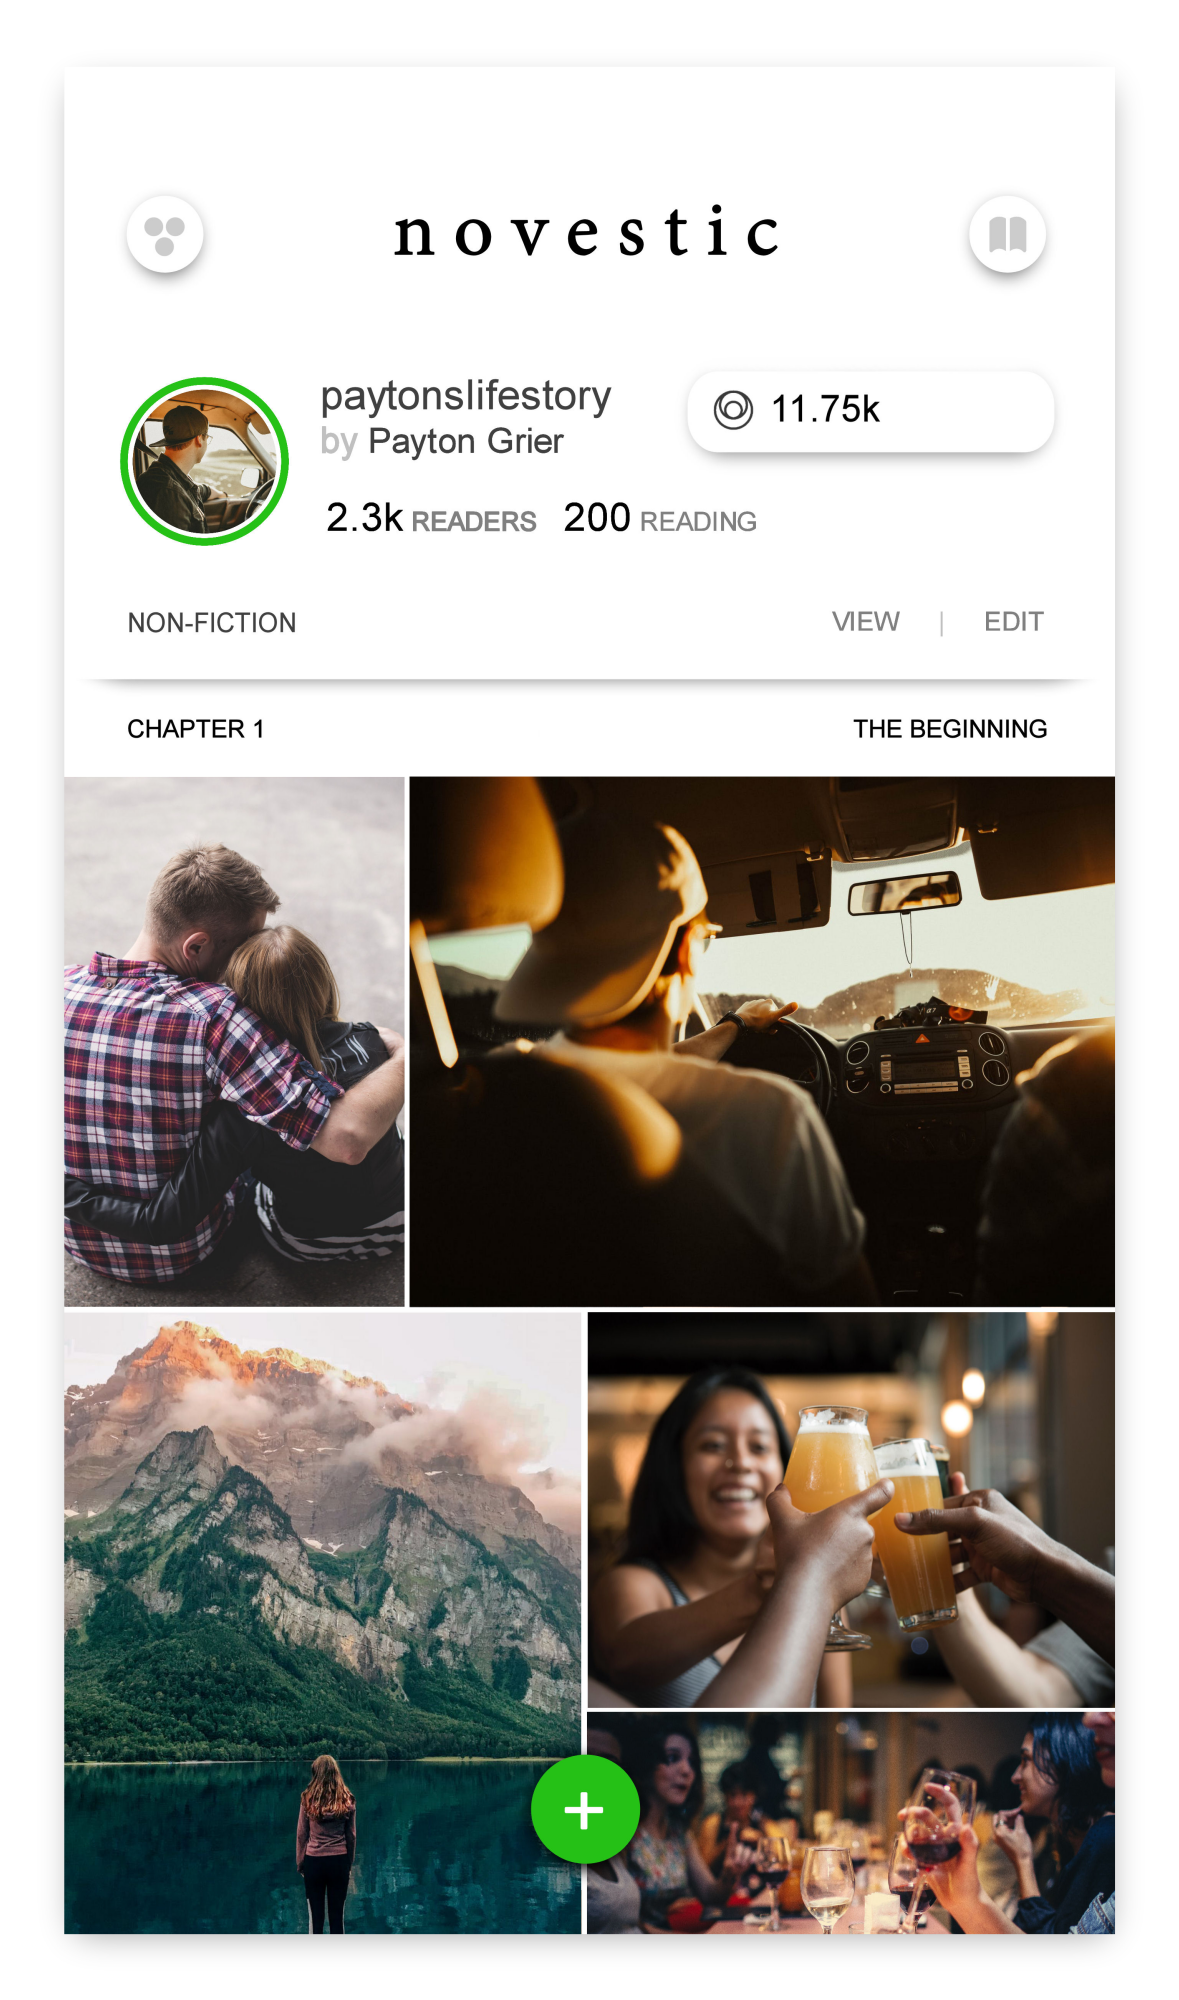 novestic
paytonslifestory
11.75k
by Payton Grier
2.3k READERS 200 READING
NON-FICTION
VIEW | EDIT
CHAPTER 1
THE BEGINNING